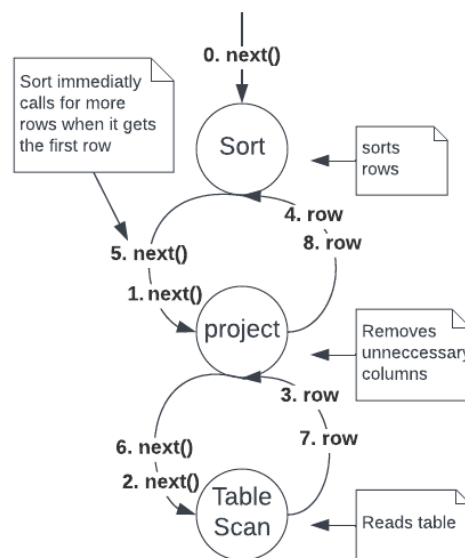 0. next()
Sort immediatly
calls for more
rows when it gets
the first row
Sort
sorts
rows
4. row
8. row
5. next()
1. next()
project
Removes
unneccessary
columns
3. row
7. row
6. next()
2. next()
Table
Scan
Reads table